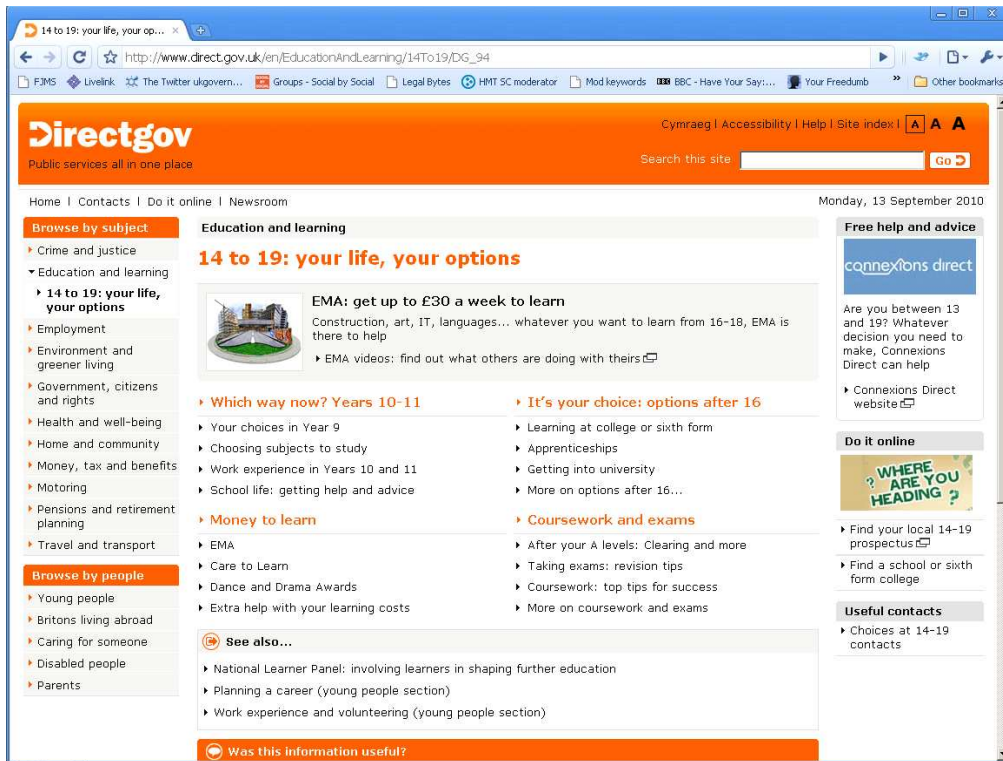 14 to 19: your life, your op...
http://www.direct.gov.uk/en/EducationAndLearning/14To19/DG_94
FJMS Livelink The Twitter ukgovern... Groups - Social by Social Legal Bytes HMT SC moderator Mod keywords BBC - Have Your Say:... Your Freedumb » Other bookmarks
Directgov
Public services all in one place
Cymraeg | Accessibility | Help | Site index | A A A
Search this site Go
Home | Contacts | Do it online | Newsroom
Monday, 13 September 2010
Browse by subject
Crime and justice
Education and learning
14 to 19: your life,
your options
Employment
Environment and
greener living
Government, citizens
and rights
Health and well-being
Home and community
Money, tax and benefits
Motoring
Pensions and retirement
planning
Travel and transport
Browse by people
Young people
Britons living abroad
Caring for someone
Disabled people
Parents
Education and learning
14 to 19: your life, your options
EMA: get up to £30 a week to learn
Construction, art, IT, languages... whatever you want to learn from 16-18, EMA is
there to help
EMA videos: find out what others are doing with theirs
Which way now? Years 10-11
Your choices in Year 9
Choosing subjects to study
Work experience in Years 10 and 11
School life: getting help and advice
It's your choice: options after 16
Learning at college or sixth form
Apprenticeships
Getting into university
More on options after 16...
Money to learn
EMA
Care to Learn
Dance and Drama Awards
Extra help with your learning costs
Coursework and exams
After your A levels: Clearing and more
Taking exams: revision tips
Coursework: top tips for success
More on coursework and exams
See also...
National Learner Panel: involving learners in shaping further education
Planning a career (young people section)
Work experience and volunteering (young people section)
Was this information useful?
Free help and advice
connexions direct
Are you between 13
and 19? Whatever
decision you need to
make, Connexions
Direct can help
Connexions Direct
website
Do it online
? WHERE
ARE YOU
HEADING ?
Find your local 14-19
prospectus
Find a school or sixth
form college
Useful contacts
Choices at 14-19
contacts